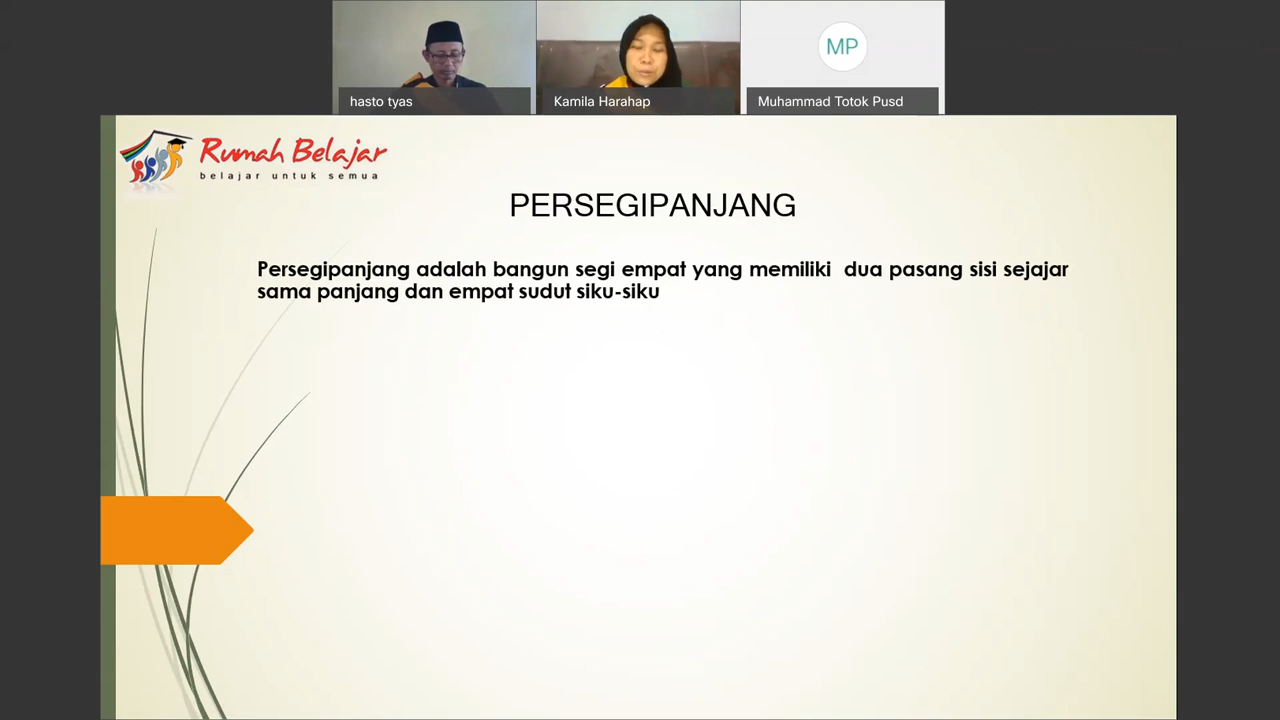 hasto tyas
Kamila Harahap
MP
Muhammad Totok Pusd
Rumah Belajar
belajar untuk semua
PERSEGIPANJANG
Persegipanjang adalah bangun segi empat yang memiliki dua pasang sisi sejajar
sama panjang dan empat sudut siku-siku